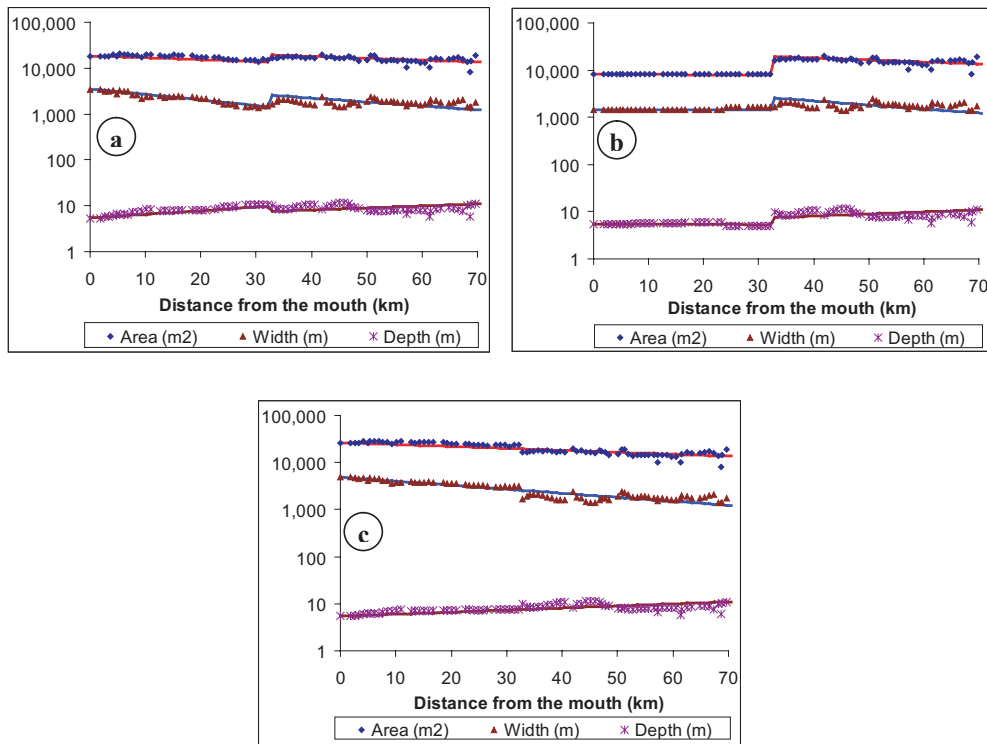 100,000
10,000
1,000
100
10
1
0 10 20 30 40 50 60 70
Distance from the mouth (km)
Area (m2) Width (m) Depth (m)
a
100,000
10,000
1,000
100
10
1
0 10 20 30 40 50 60 70
Distance from the mouth (km)
Area (m2) Width (m) Depth (m)
b
100,000
10,000
1,000
100
10
1
0 10 20 30 40 50 60 70
Distance from the mouth (km)
Area (m2) Width (m) Depth (m)
c